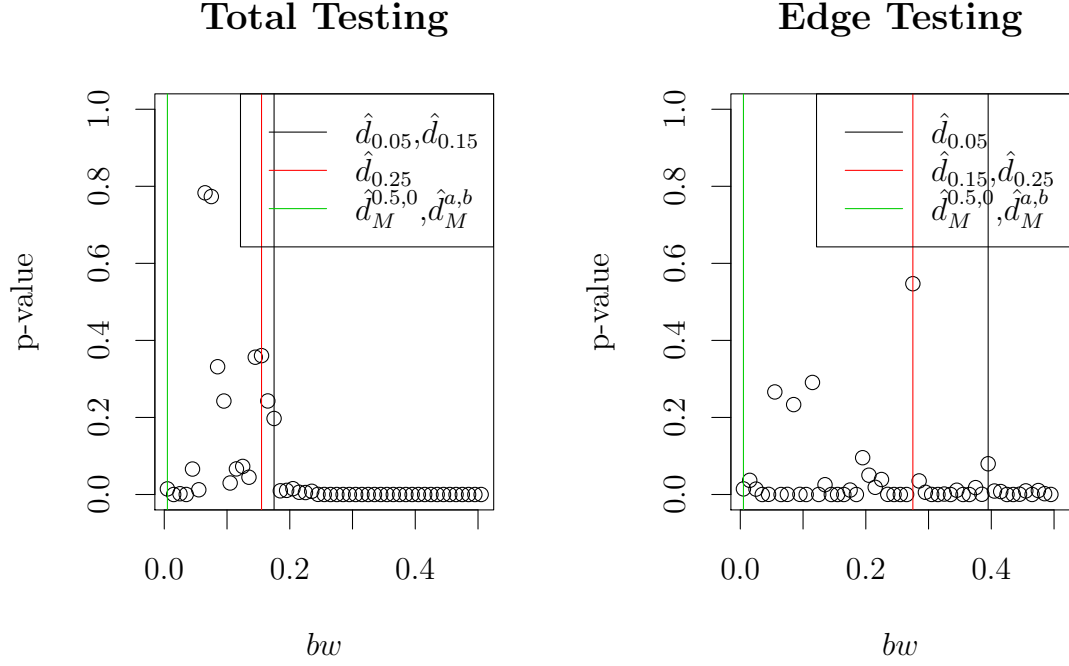 Total Testing
p-value
1.0
0.8
0.6
0.4
0.2
0.0
0.0 0.2 0.4
bw
d̂0.05,d̂0.15
d̂0.25
d̂M0.5,0,d̂Ma,b
Edge Testing
p-value
1.0
0.8
0.6
0.4
0.2
0.0
0.0 0.2 0.4
bw
d̂0.05
d̂0.15,d̂0.25
d̂M0.5,0,d̂Ma,b